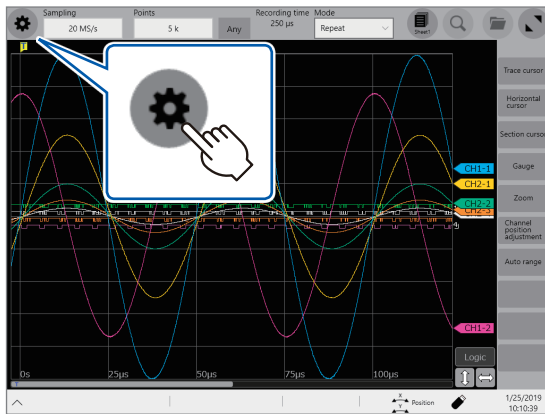 Sampling
Points
Recording time
Mode
20 MS/s
5 k
Any
250 µs
Repeat
Sheet1
T
Trace cursor
Horizontal
cursor
Section cursor
Gauge
Zoom
Channel
position
adjustment
Auto range
CH1-1
CH2-1
CH2-2
CH2-3
CH1-2
Logic
0s
25µs
50µs
75µs
100µs
T
X
Y
Position
1/25/2019
10:10:39